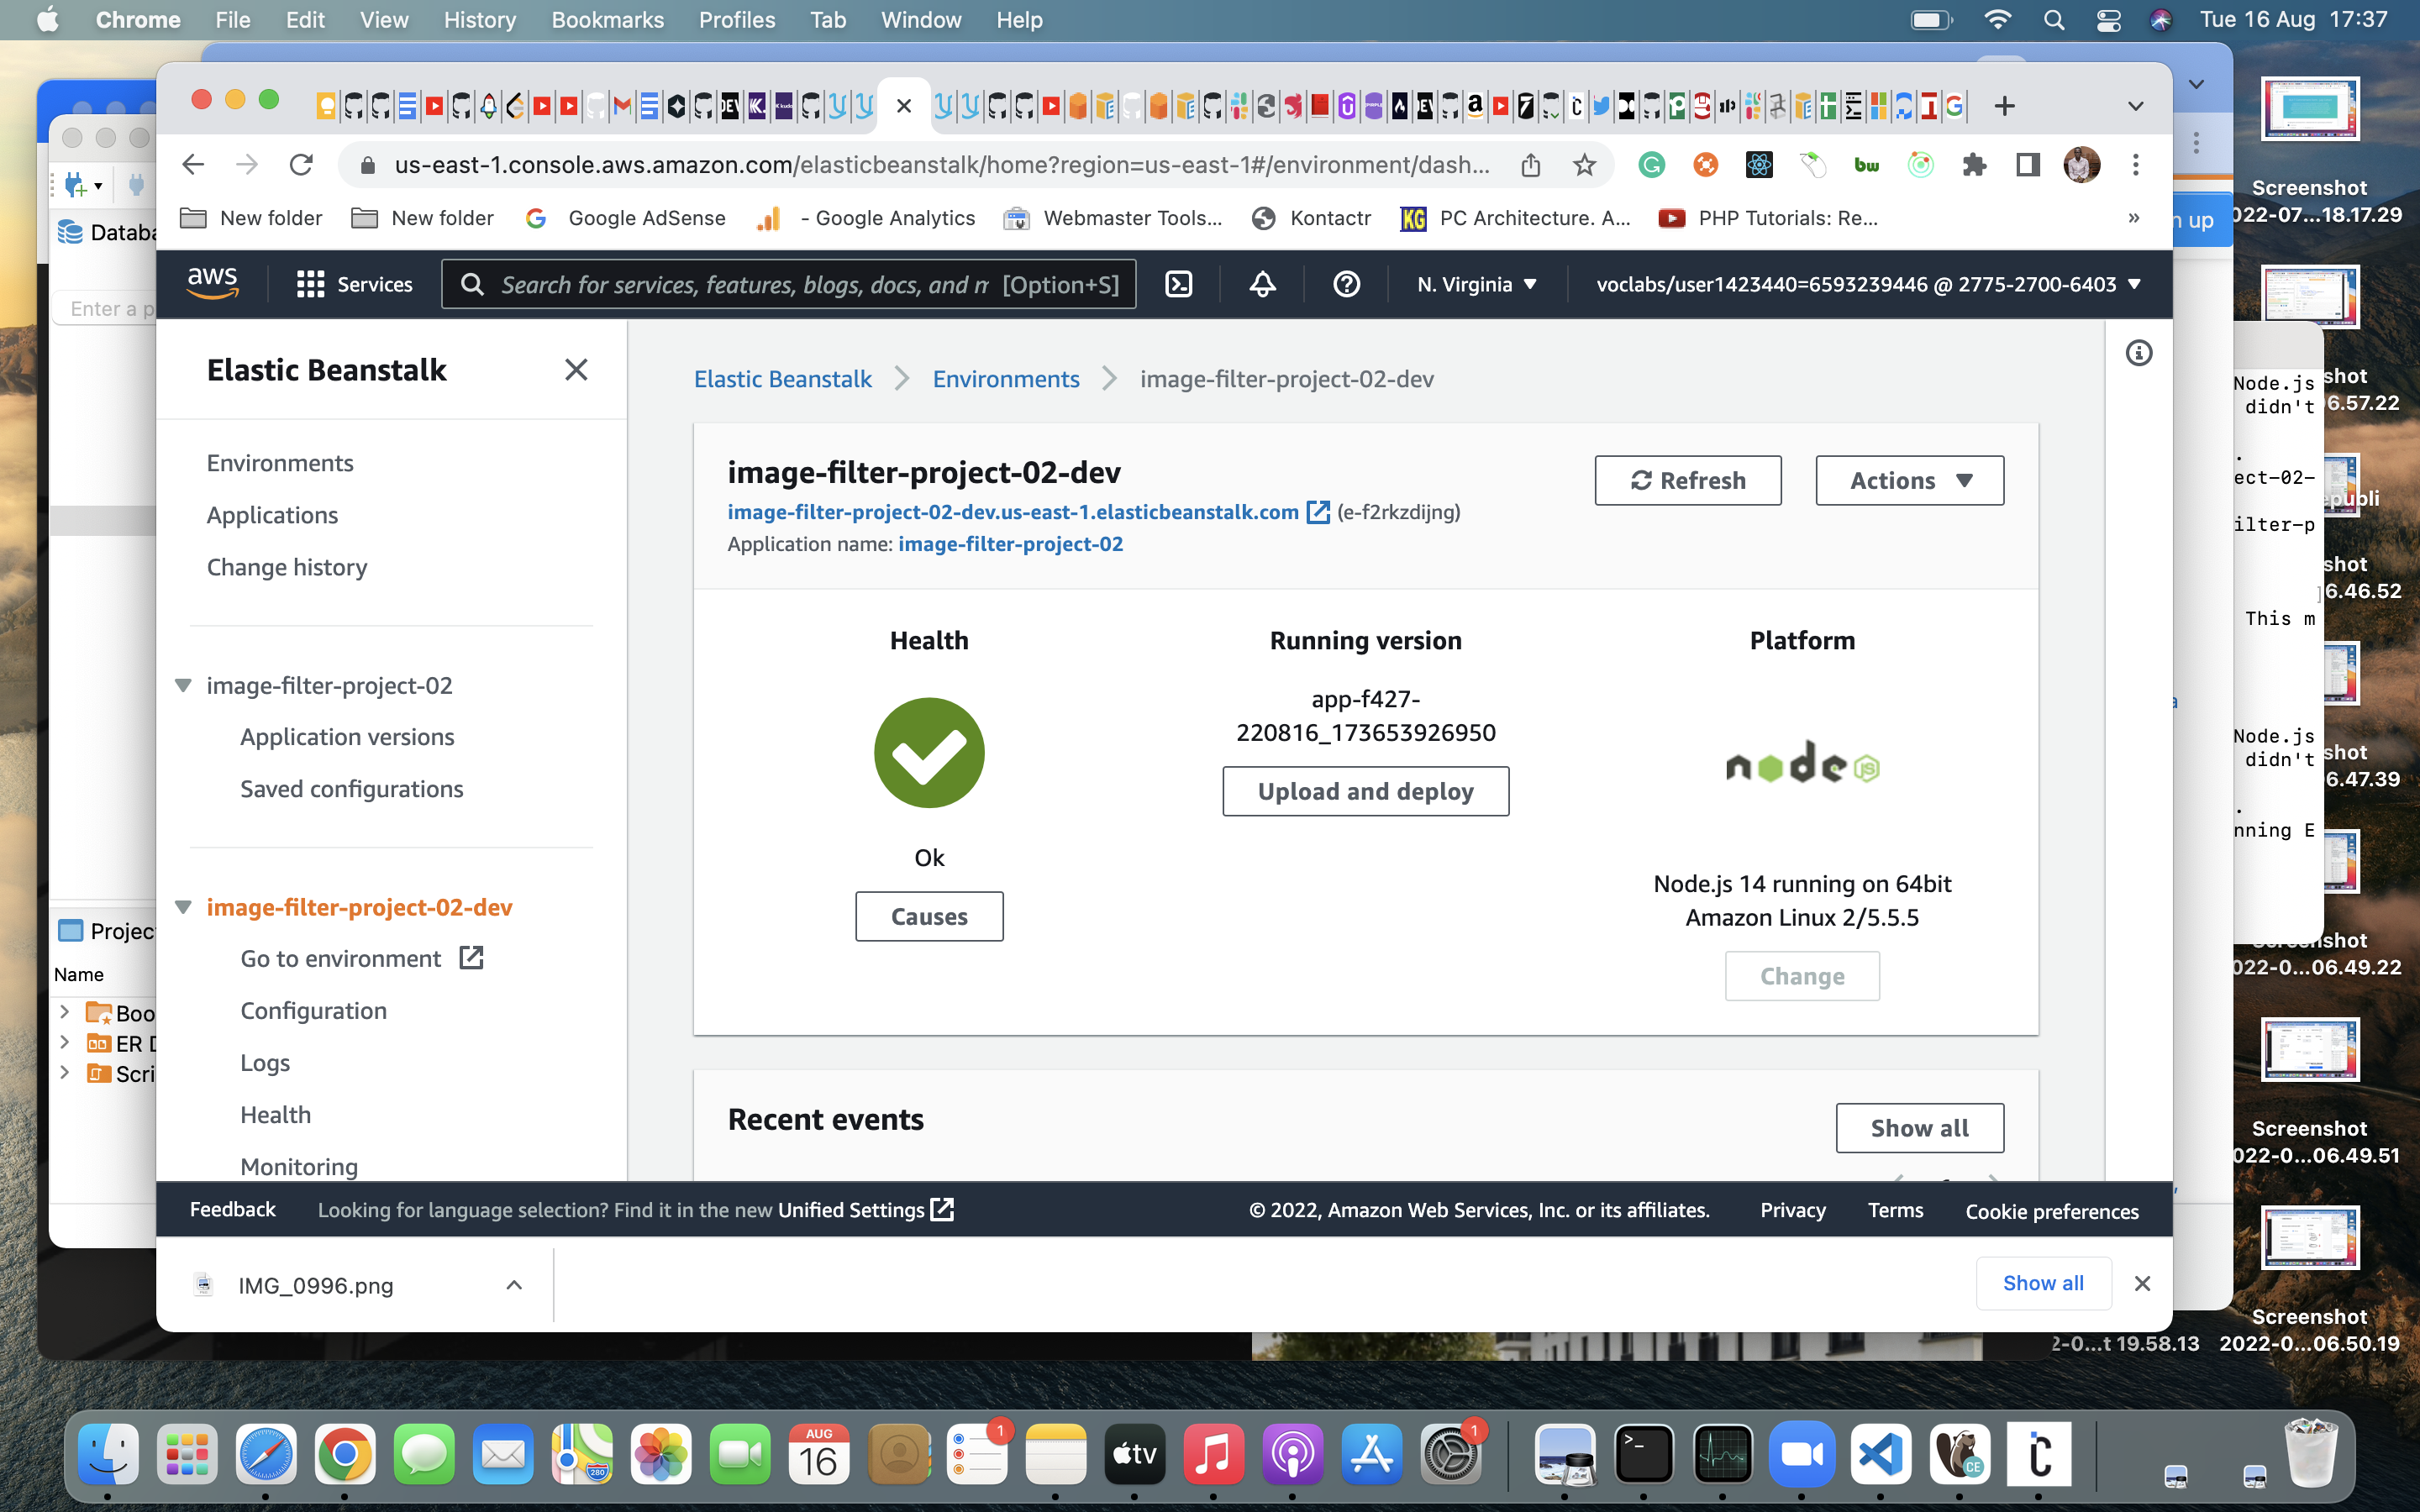 Chrome File Edit View History Bookmarks Profiles Tab Window Help Tue 16 Aug 17:37
us-east-1.console.aws.amazon.com/elasticbeanstalk/home?region=us-east-1#/environment/dash...
New folder New folder Google AdSense - Google Analytics Webmaster Tools... Kontactr PC Architecture. A... PHP Tutorials: Re... »
aws Services Search for services, features, blogs, docs, and m [Option+S] N. Virginia voclabs/user1423440=6593239446 @ 2775-2700-6403
Elastic Beanstalk
Environments
Applications
Change history
image-filter-project-02
Application versions
Saved configurations
image-filter-project-02-dev
Go to environment
Configuration
Logs
Health
Monitoring
Elastic Beanstalk Environments image-filter-project-02-dev
image-filter-project-02-dev
image-filter-project-02-dev.us-east-1.elasticbeanstalk.com (e-f2rkzdijng)
Application name: image-filter-project-02
Refresh
Actions
Health
Ok
Causes
Running version
app-f427-
220816_173653926950
Upload and deploy
Platform
node JS
Node.js 14 running on 64bit
Amazon Linux 2/5.5.5
Change
Recent events
Show all
Feedback Looking for language selection? Find it in the new Unified Settings © 2022, Amazon Web Services, Inc. or its affiliates. Privacy Terms Cookie preferences
IMG_0996.png
Show all
Databa
Enter a p
Projec
Name
Boo
ER D
Scri
n up
Node.js
didn't
.
ect-02-
ilter-p
]
This m
Node.js
didn't
.
nning E
Screenshot
022-07...18.17.29
shot
6.57.22
epubli
shot
6.46.52
shot
6.47.39
022-0...06.49.22
Screenshot
022-0...06.49.51
Screenshot
2022-0...06.50.19
2-0...t 19.58.13
AUG
16
1
tv
1
280
>_
CE